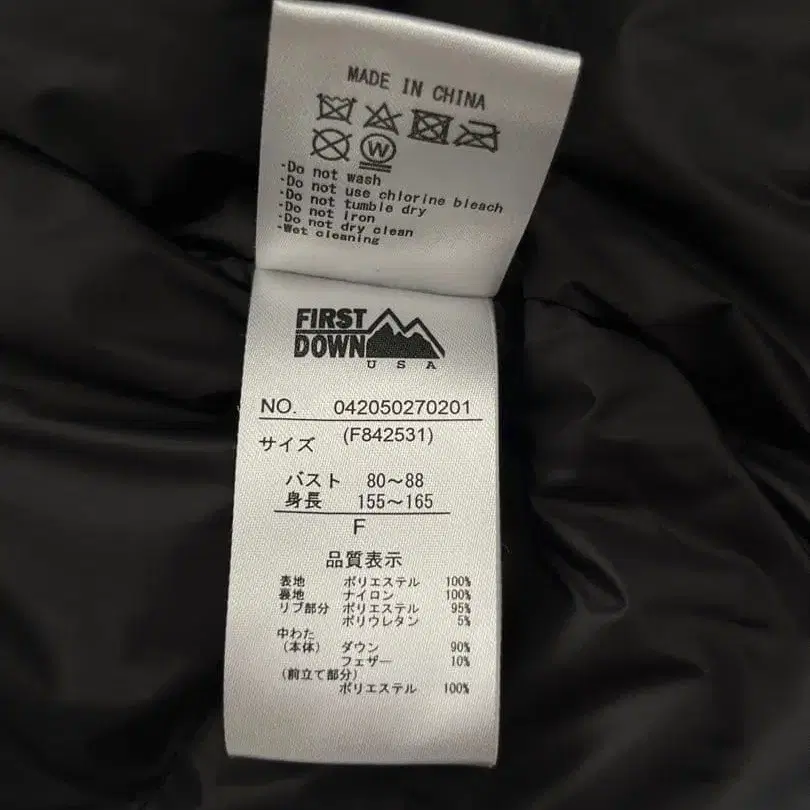 MADE IN CHINA
W
·Do not wash
·Do not use chlorine bleach
·Do not tumble dry
·Do not iron
·Do not dry clean
·Wet cleaning
FIRST
DOWN
USA
NO. 042050270201
サイズ (F842531)
バスト 80〜88
身長 155〜165
F
品質表示
表地 ポリエステル 100%
裏地 ナイロン 100%
リブ部分 ポリエステル 95%
ポリウレタン 5%
中わた
(本体) ダウン 90%
フェザー 10%
(前立て部分)
ポリエステル 100%